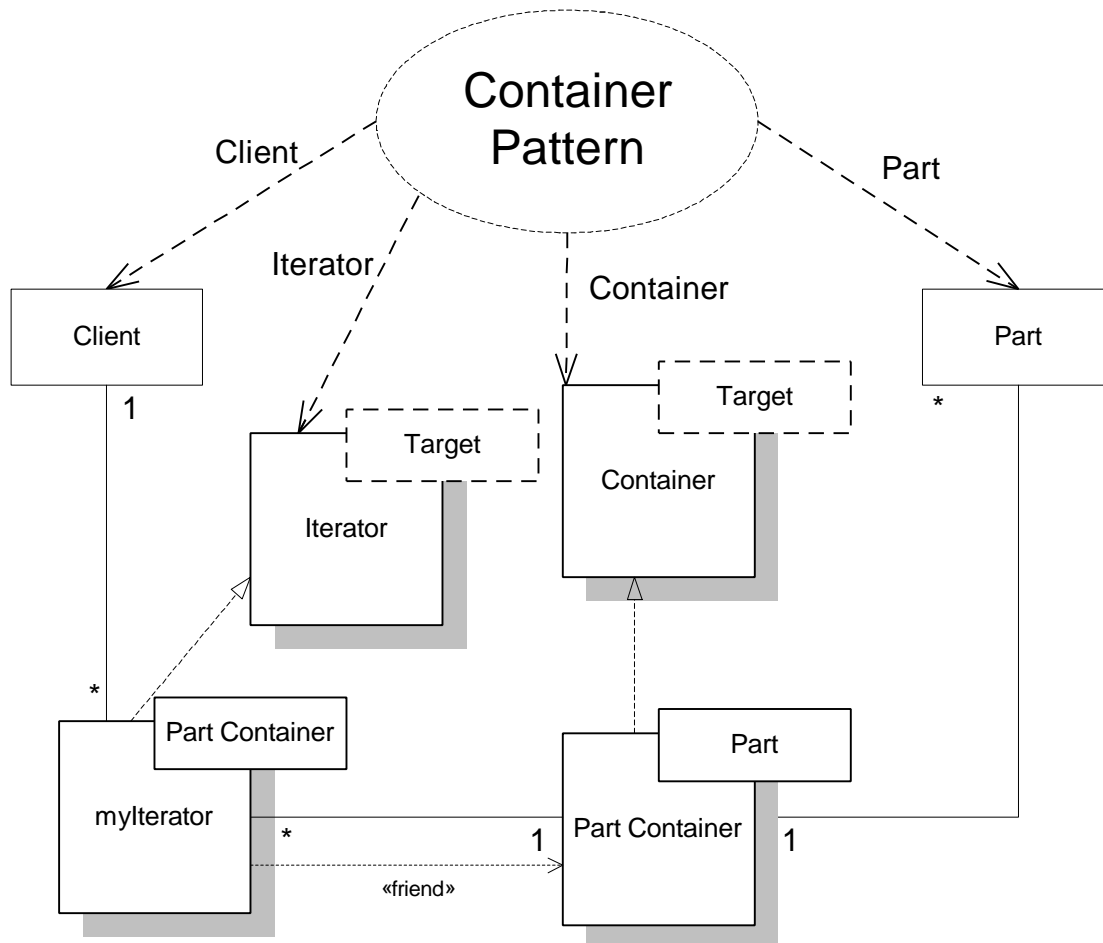 Container
Pattern
Client
Part
Iterator
Container
Client
Part
1
*
Target
Target
Container
Iterator
*
Part Container
Part
myIterator
Part Container
*
1
1
«friend»